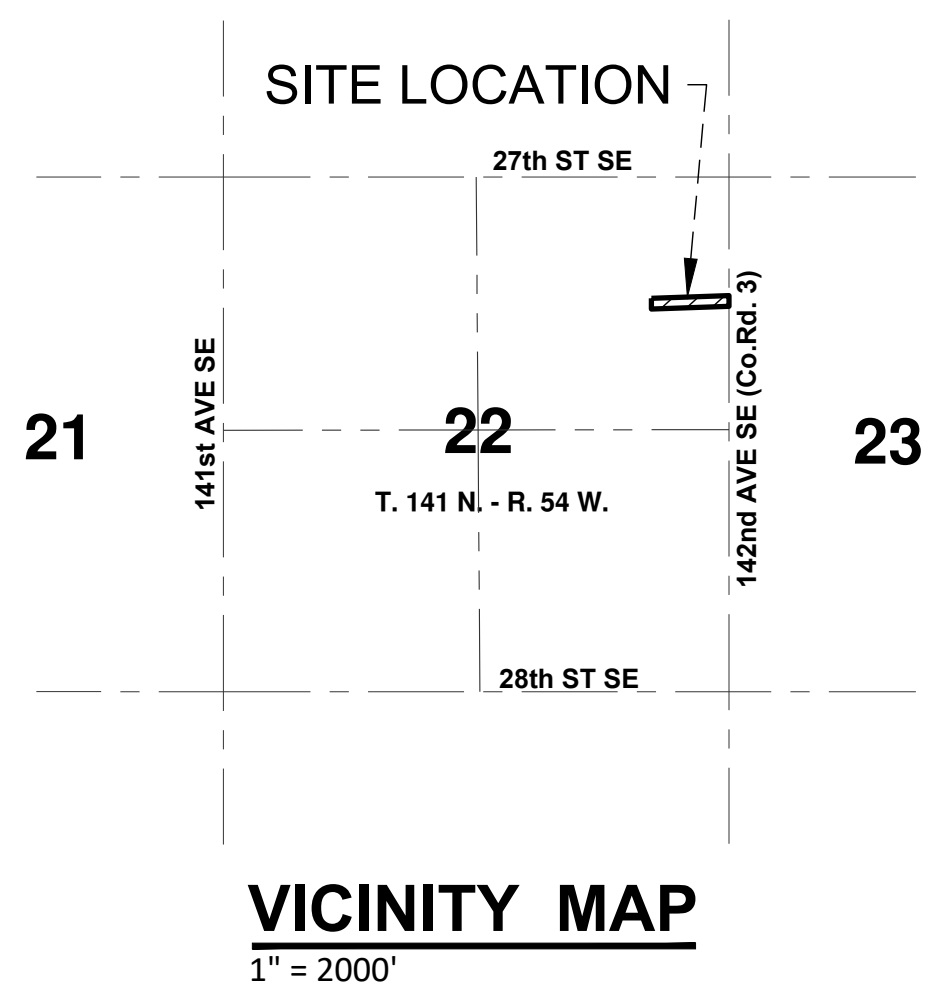 SITE LOCATION
27th ST SE
141st AVE SE
142nd AVE SE (Co.Rd. 3)
21
22
23
T. 141 N. - R. 54 W.
28th ST SE
VICINITY MAP
1" = 2000'